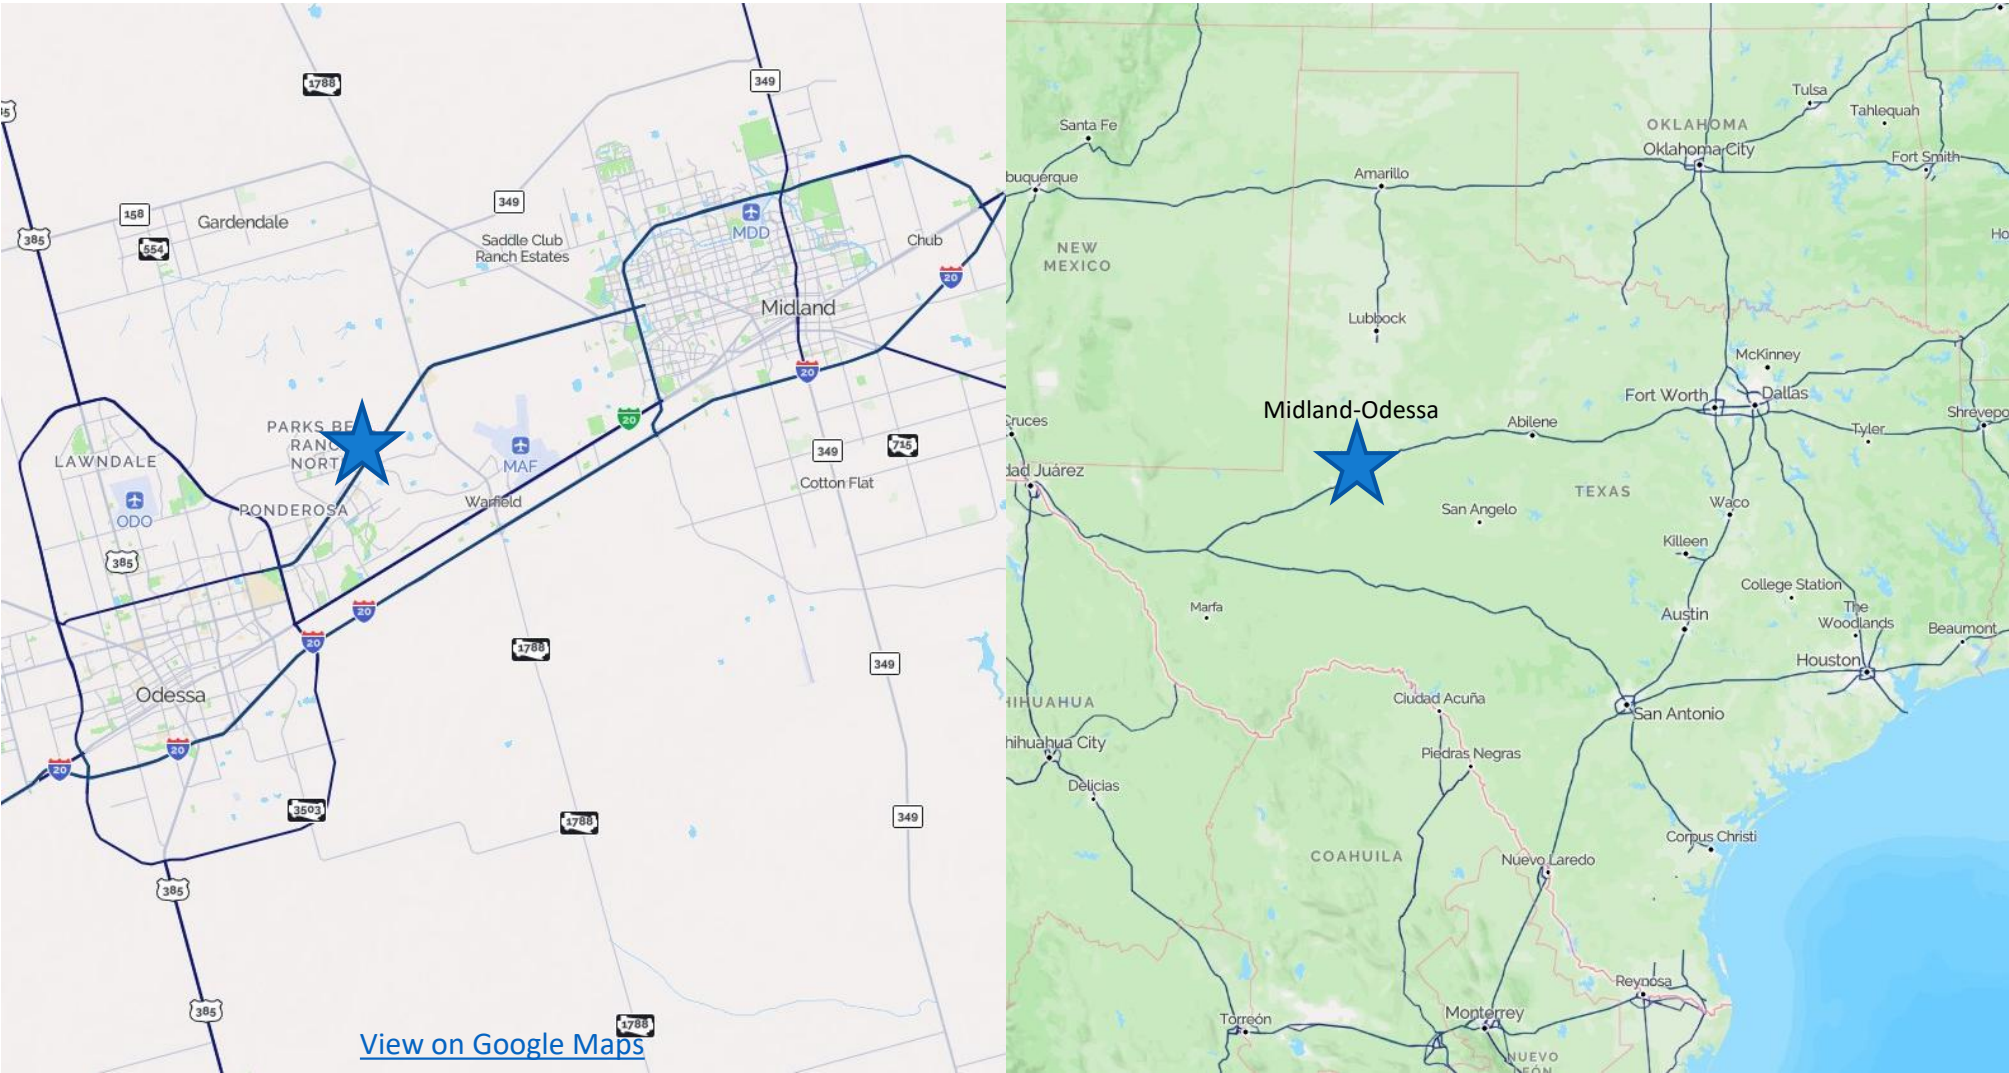 1788
349
385
158
Gardendale
554
349
Saddle Club
Ranch Estates
MDD
Chub
20
Midland
20
PARKS BE
RANC
NORT
LAWNDALE
ODO
PONDEROSA
385
MAF
Warfield
20
349
715
Cotton Flat
20
20
1788
349
Odessa
20
20
3503
1788
349
385
385
1788
View on Google Maps
Santa Fe
buquerque
NEW
MEXICO
Amarillo
Lubbock
OKLAHOMA
Oklahoma City
Tulsa
Tahlequah
Fort Smith
Ho
McKinney
Fort Worth
Dallas
Shrevepo
Tyler
Midland-Odessa
Abilene
Cruces
dad Juárez
San Angelo
TEXAS
Waco
Killeen
College Station
Marfa
Austin
The
Woodlands
Beaumont
Houston
HIHUAHUA
hihuahua City
Delicias
Ciudad Acuña
San Antonio
Piedras Negras
Corpus Christi
COAHUILA
Nuevo Laredo
Reynosa
Torreón
Monterrey
NUEVO
LEÓN